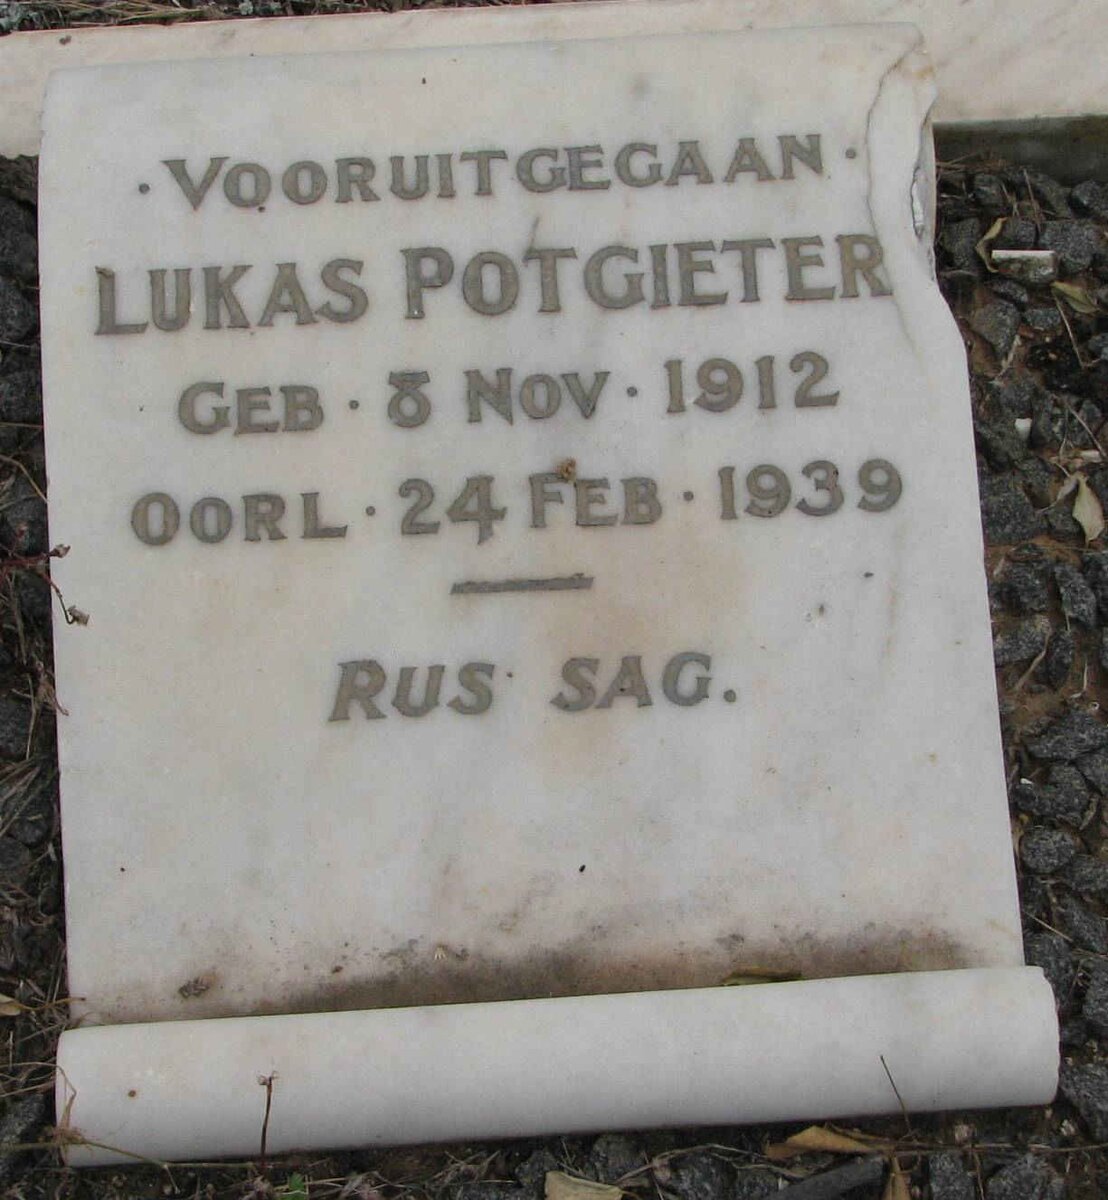 · VOORUITGEGAAN ·
LUKAS POTGIETER
GEB · 8 NOV · 1912
OORL · 24 FEB · 1939
RUS SAG.